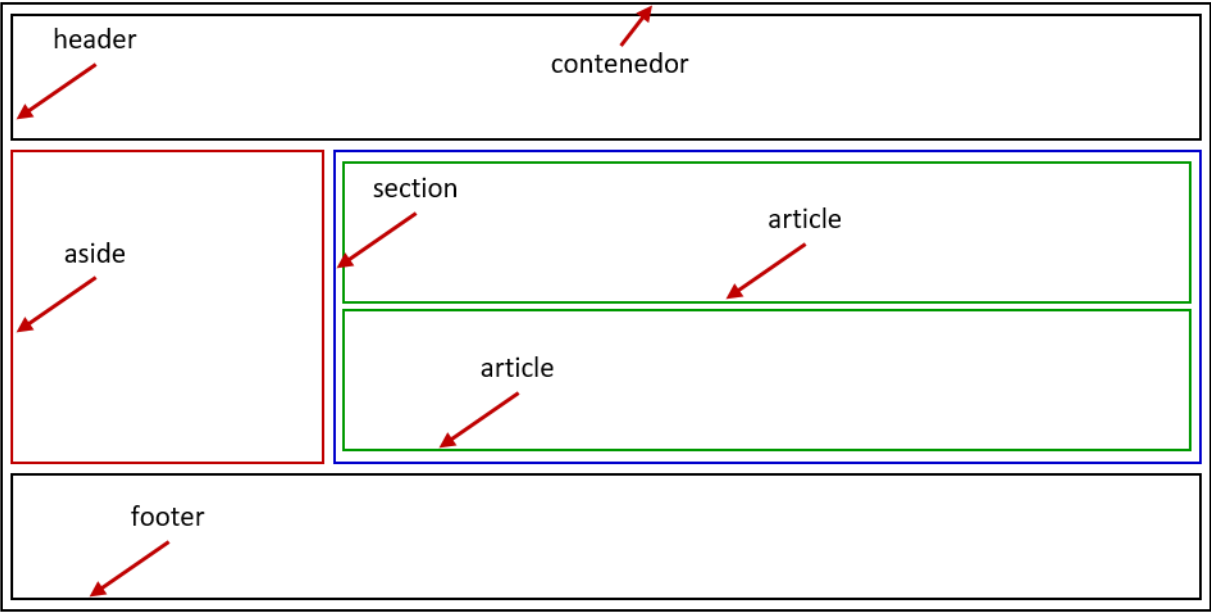 header
contenedor
section
article
aside
article
footer